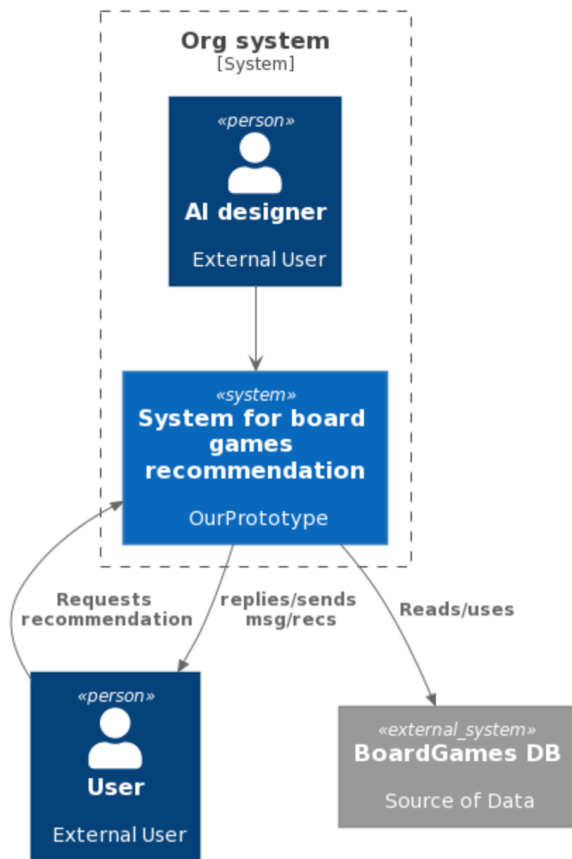 Org system
[System]
«person»
AI designer
External User
«system»
System for board
games
recommendation
OurPrototype
Requests
recommendation
replies/sends
msg/recs
Reads/uses
«person»
User
External User
«external_system»
BoardGames DB
Source of Data